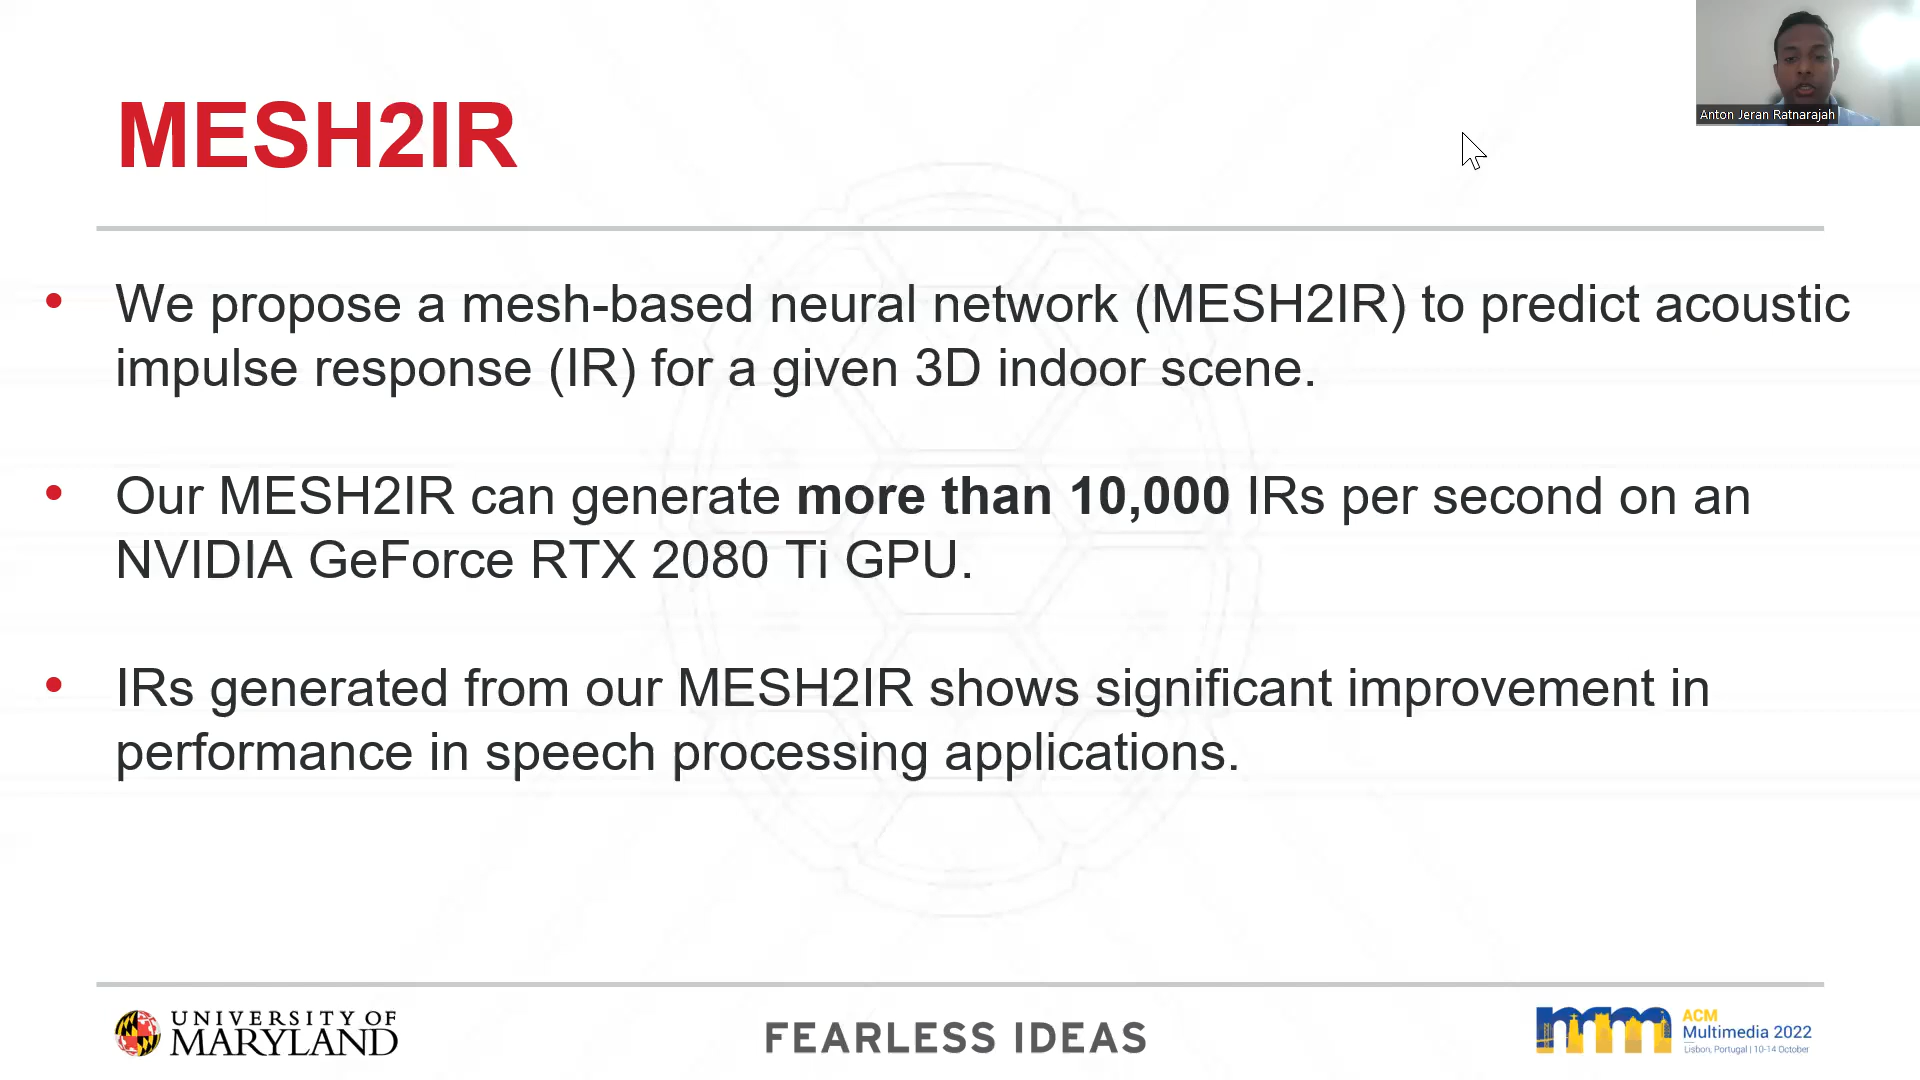 Anton Jeran Ratnarajah
MESH2IR
• We propose a mesh-based neural network (MESH2IR) to predict acoustic
impulse response (IR) for a given 3D indoor scene.
• Our MESH2IR can generate more than 10,000 IRs per second on an
NVIDIA GeForce RTX 2080 Ti GPU.
• IRs generated from our MESH2IR shows significant improvement in
performance in speech processing applications.
UNIVERSITY OF
MARYLAND
FEARLESS IDEAS
mm
ACM
Multimedia 2022
Lisbon, Portugal | 10-14 October